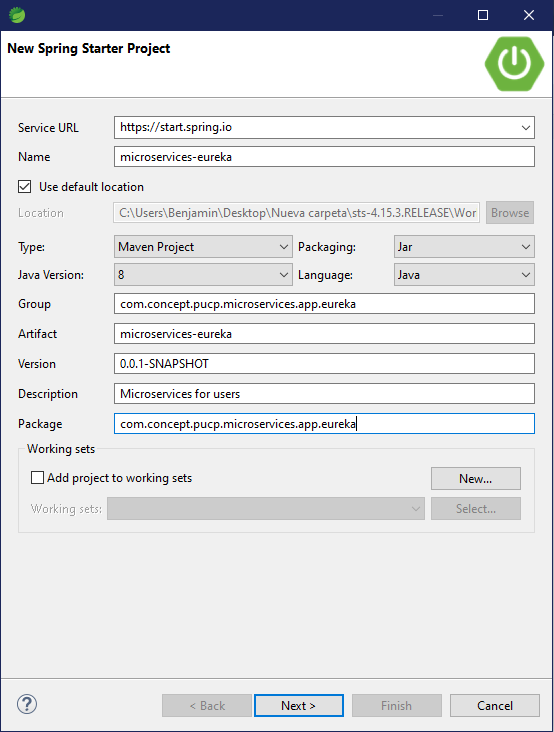 New Spring Starter Project
Service URL https://start.spring.io
Name microservices-eureka
Use default location
Location C:\Users\Benjamin\Desktop\Nueva carpeta\sts-4.15.3.RELEASE\Wor Browse
Type: Maven Project Packaging: Jar
Java Version: 8 Language: Java
Group com.concept.pucp.microservices.app.eureka
Artifact microservices-eureka
Version 0.0.1-SNAPSHOT
Description Microservices for users
Package com.concept.pucp.microservices.app.eureka
Working sets
Add project to working sets New...
Working sets: Select...
? < Back Next > Finish Cancel